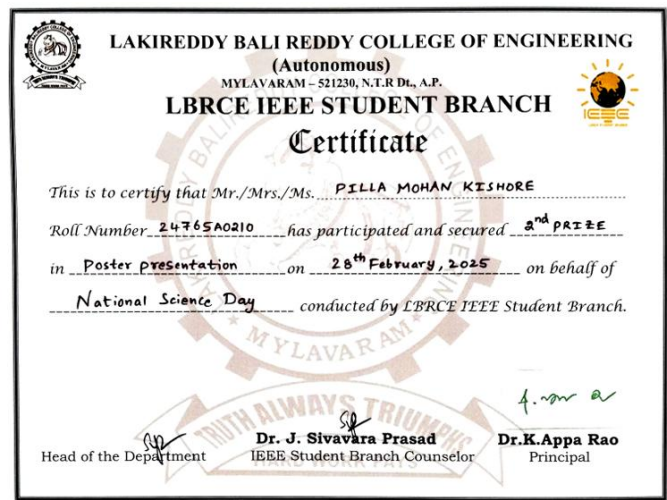 LAKIREDDY BALI REDDY COLLEGE OF ENGINEERING
(Autonomous)
MYLAVARAM – 521230, N.T.R Dt., A.P.
LBRCE IEEE STUDENT BRANCH
IEEE
Certificate
This is to certify that Mr./Mrs./Ms. PILLA MOHAN KISHORE
Roll Number 24765A0210 has participated and secured 2nd PRIZE
in Poster presentation on 28th February, 2025 on behalf of
National Science Day conducted by LBRCE IEEE Student Branch.
MYLAVARAM
TRUTH ALWAYS TRIUMPHS
HARD WORK PAYS
Head of the Department
Dr. J. Sivavara Prasad
IEEE Student Branch Counselor
Dr.K.Appa Rao
Principal